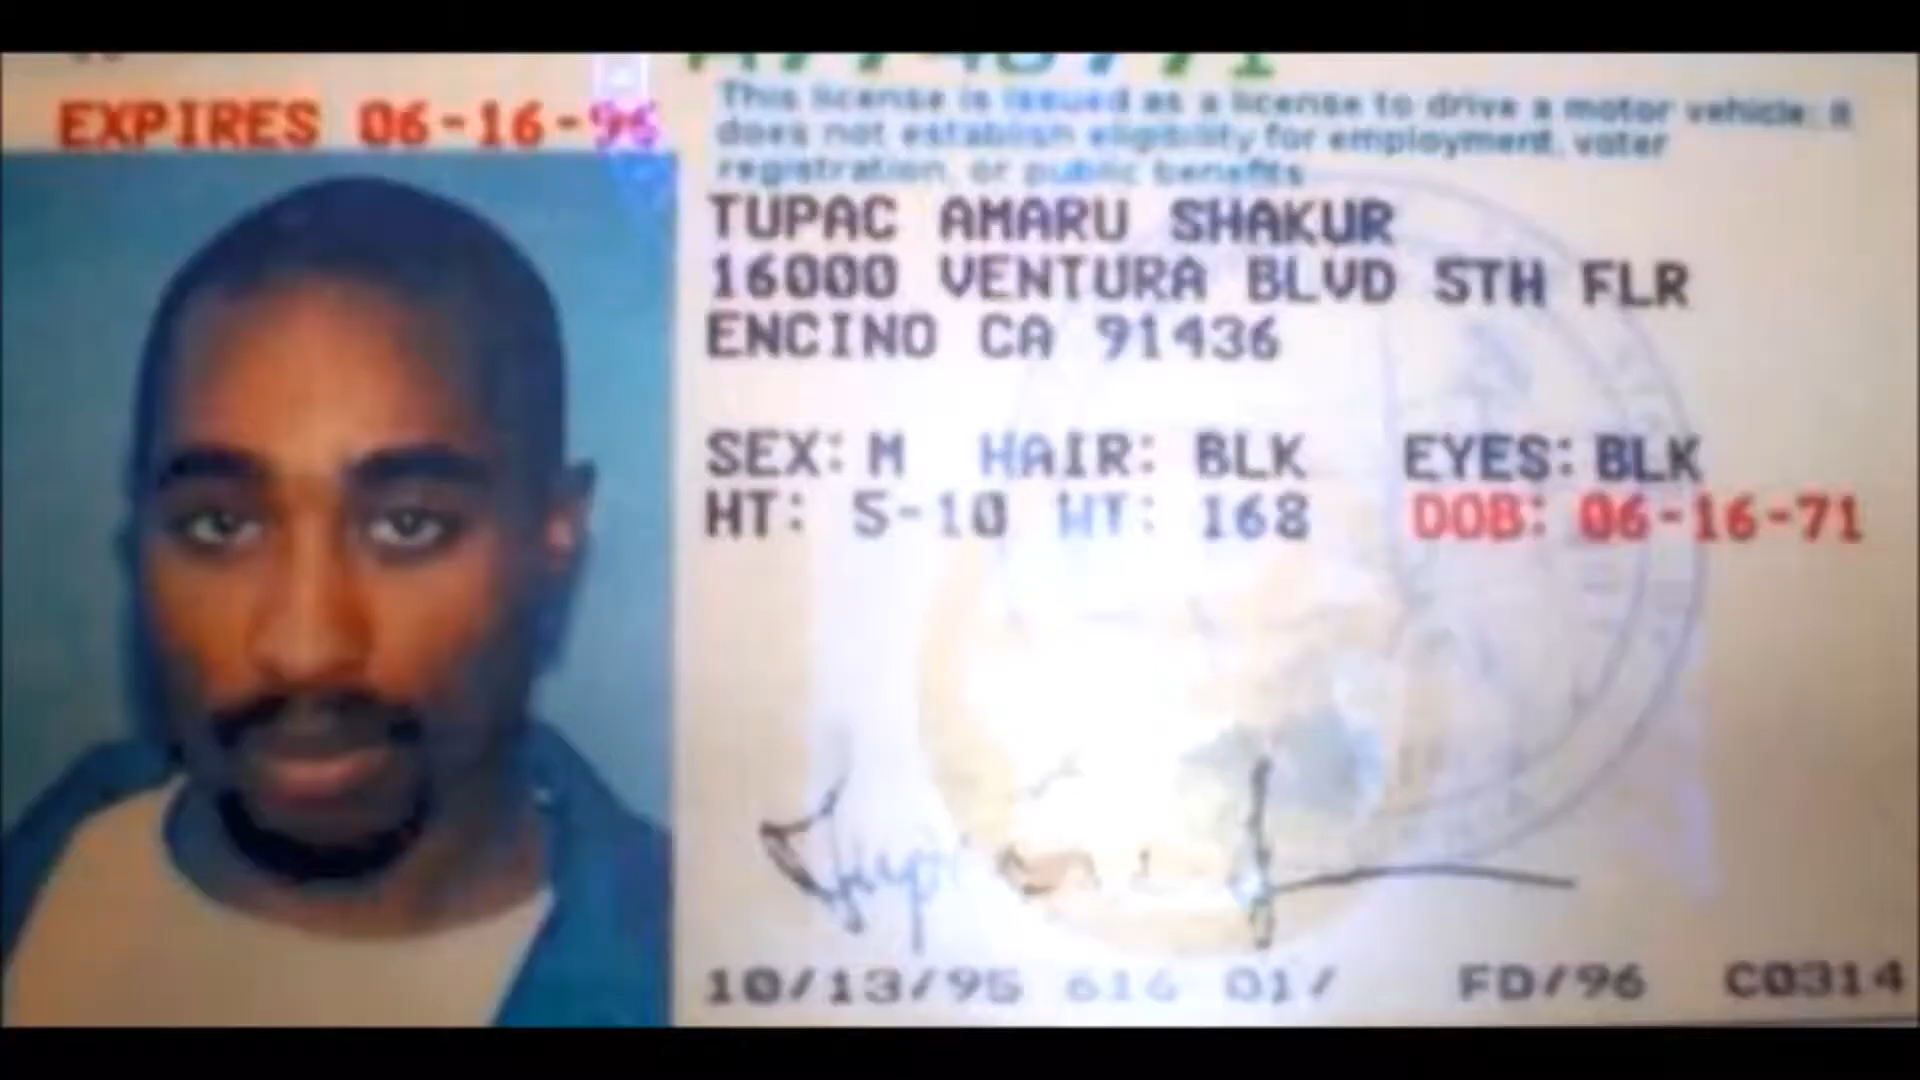 EXPIRES 06-16-96
This license is issued as a license to drive a motor vehicle; it
does not establish eligibility for employment, voter
registration, or public benefits
TUPAC AMARU SHAKUR
16000 VENTURA BLVD 5TH FLR
ENCINO CA 91436
SEX: M HAIR: BLK EYES: BLK
HT: 5-10 WT: 168 DOB: 06-16-71
10/13/95 616 01/ FD/96 C0314